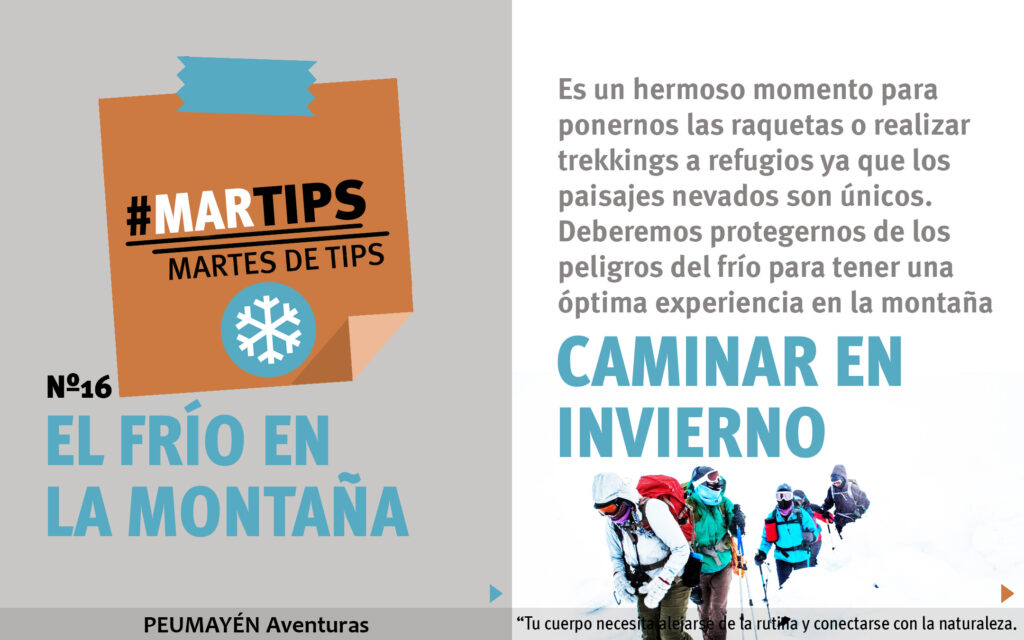 #MARTIPS
MARTES DE TIPS
Nº16
EL FRÍO EN
LA MONTAÑA
PEUMAYÉN Aventuras
Es un hermoso momento para
ponernos las raquetas o realizar
trekkings a refugios ya que los
paisajes nevados son únicos.
Deberemos protegernos de los
peligros del frío para tener una
óptima experiencia en la montaña
CAMINAR EN
INVIERNO
“Tu cuerpo necesita alejarse de la rutina y conectarse con la naturaleza.